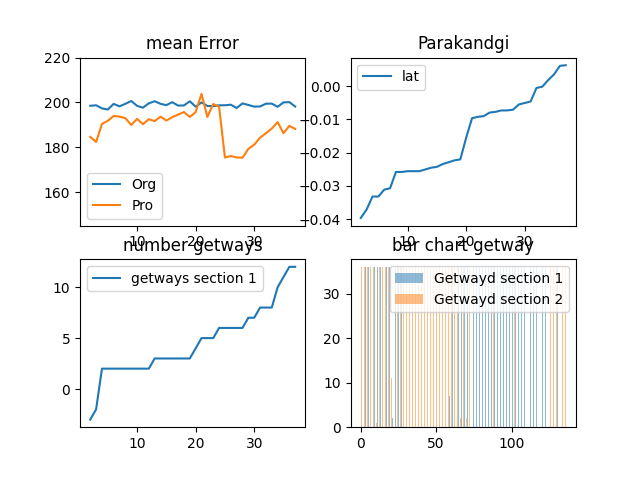 mean Error
220
200
180
160
Org
Pro
10
20
30
Parakandgi
0.00
−0.01
−0.02
−0.03
−0.04
lat
10
20
30
number getways
10
5
0
getways section 1
10
20
30
bar chart getway
30
20
10
0
Getwayd section 1
Getwayd section 2
0
50
100